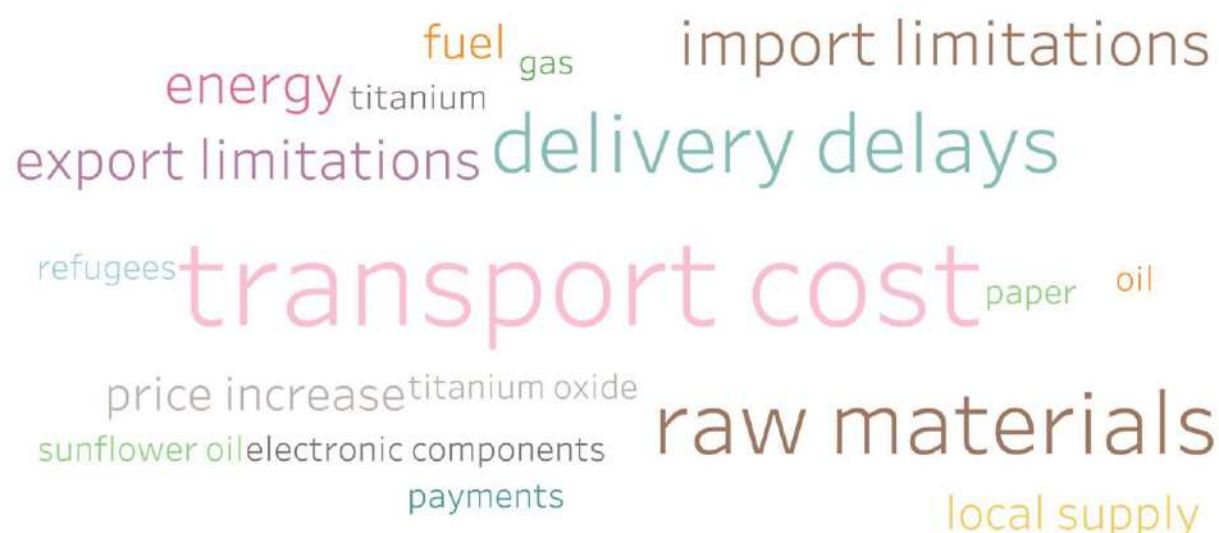 fuel
gas
import limitations
energy
titanium
export limitations
delivery delays
refugees
transport cost
paper
oil
price increase
titanium oxide
raw materials
sunflower oil
electronic components
payments
local supply